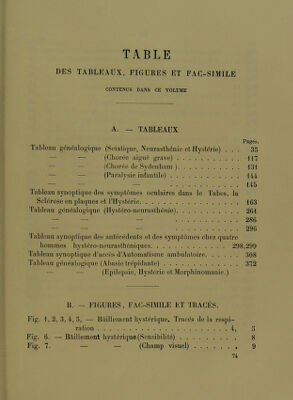 TABLE
DES TABLEAUX, FIGURES ET FAC-SIMILE
CONTENUS DANS CE VOLUME
A. — TABLEAUX
Pages.
Tableau généalogique (Sciatique, Neurasthénie et Hystérie) . . . 35
— — (Chorée aiguë grave) . . . . . . . . . . . 117
— — (Chorée de Sydenham) . . . . . . . . . . 131
— — (Paralysie infantile) . . . . . . . . . . . 144
— — . . . . . . . . . . . 145
Tableau synoptique des symptômes oculaires dans le Tabes, la
Sclérose en plaques et l'Hystérie. . . . . . . . . . . . . 163
Tableau généalogique (Hystéro-neurasthénie). . . . . . . . . . 264
— — — . . . . . . . . . . 286
— — — . . . . . . . . . . 296
Tableau synoptique des antécédents et des symptômes chez quatre
hommes hystéro-neurasthéniques. . . . . . . . . . . . 298,299
Tableau synoptique d'accès d'Automatisme ambulatoire. . . . . . 308
Tableau généalogique (Abasie trépidante) . . . . . . . . . . . 372
— — (Epilepsie, Hystérie et Morphinomanie.)
B. — FIGURES, FAC-SIMILE ET TRACÉS.
Fig. 1, 2, 3, 4, 5. — Bâillement hystérique. Tracés de la respi-
ration . . . . . . . . . . . . . . . . . . . 4, 5
Fig. 6. — Bâillement hystérique (Sensibilité) . . . . . . . . . 8
Fig. 7. — — (Champ visuel) . . . . . . . . 9
74